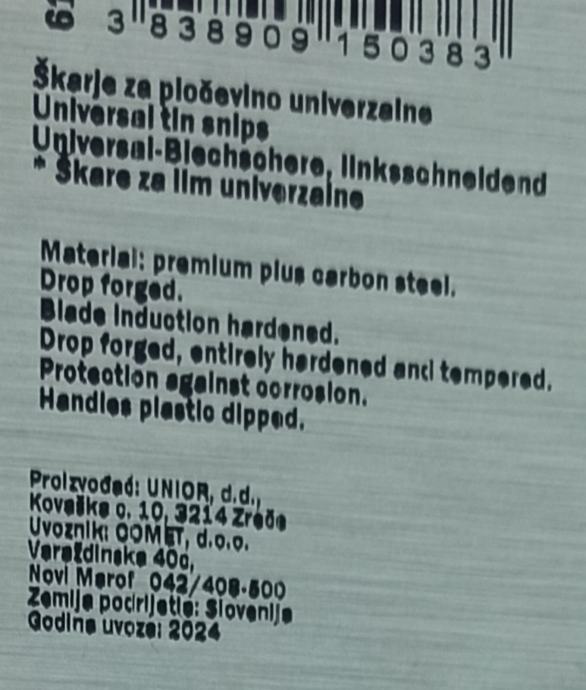 3 838909 150383
Škarje za pločevino univerzalne
Universal tin snips
Universal-Blechschere, linksschneidend
* Škare za lim univerzalne
Material: premium plus carbon steel.
Drop forged.
Blade induction hardened.
Drop forged, entirely hardened and tempered.
Protection against corrosion.
Handles plastic dipped.
Proizvođač: UNIOR, d.d.,
Kovaška c. 10, 3214 Zreče
Uvoznik: COMET, d.o.o.
Varaždinska 40c,
Novi Marof 042/408-500
Zemlja podrijetla: Slovenija
Godina uvoza: 2024